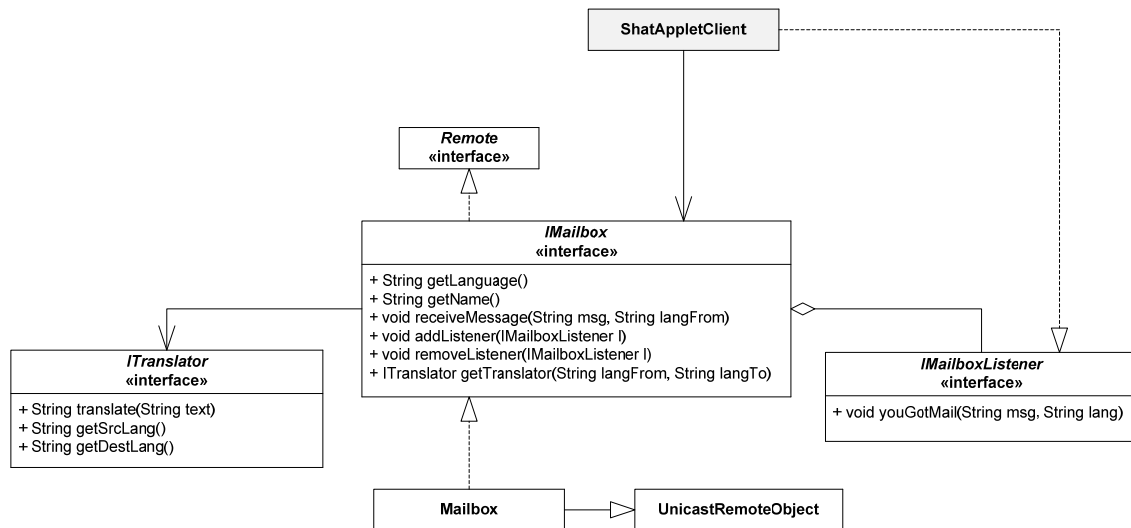 ShatAppletClient
Remote
«interface»
IMailbox
«interface»
+ String getLanguage()
+ String getName()
+ void receiveMessage(String msg, String langFrom)
+ void addListener(IMailboxListener l)
+ void removeListener(IMailboxListener l)
+ ITranslator getTranslator(String langFrom, String langTo)
ITranslator
«interface»
+ String translate(String text)
+ String getSrcLang()
+ String getDestLang()
IMailboxListener
«interface»
+ void youGotMail(String msg, String lang)
Mailbox
UnicastRemoteObject